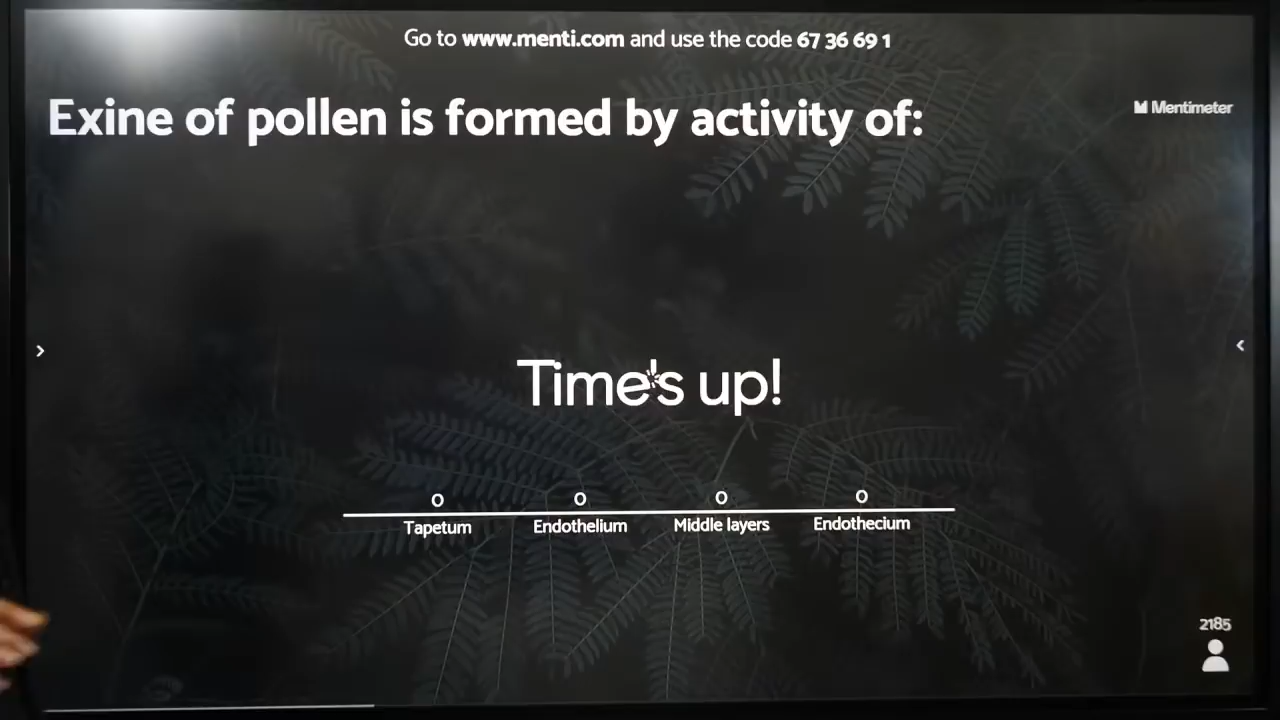 Go to www.menti.com and use the code 67 36 69 1
Mentimeter
Exine of pollen is formed by activity of:
Time's up!
0 0 0 0
Tapetum Endothelium Middle layers Endothecium
2185